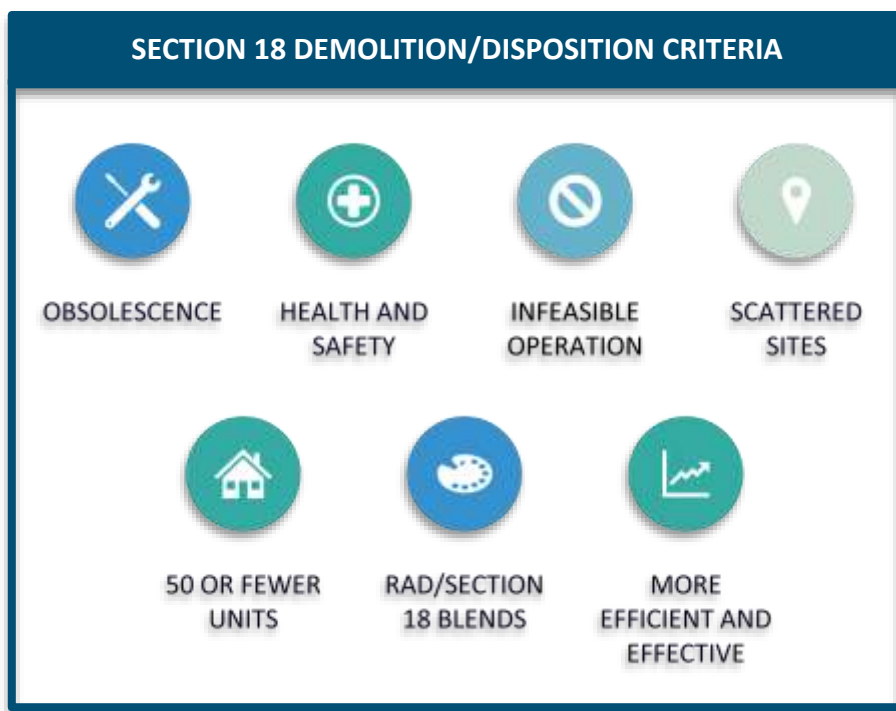 SECTION 18 DEMOLITION/DISPOSITION CRITERIA
OBSOLESCENCE
HEALTH AND
SAFETY
INFEASIBLE
OPERATION
SCATTERED
SITES
50 OR FEWER
UNITS
RAD/SECTION
18 BLENDS
MORE
EFFICIENT AND
EFFECTIVE